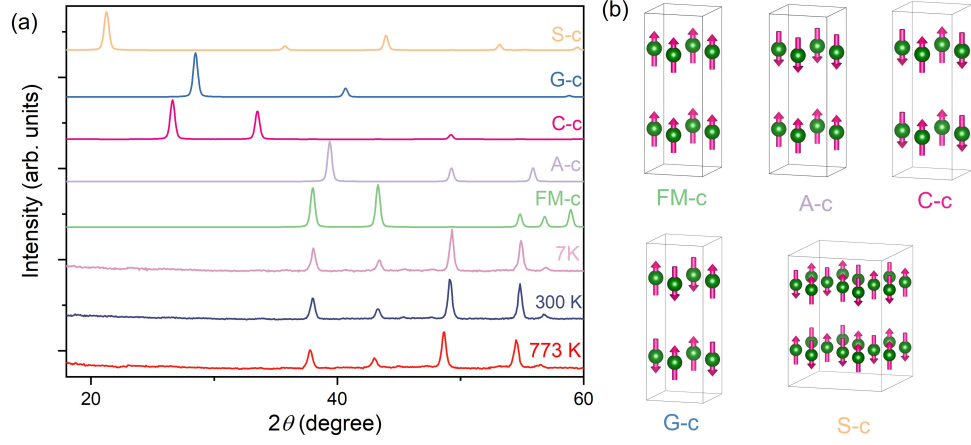 (a)
S-c
G-c
C-c
A-c
FM-c
7K
300 K
773 K
Intensity (arb. units)
20 40 60
2θ (degree)
(b)
FM-c A-c C-c
G-c S-c